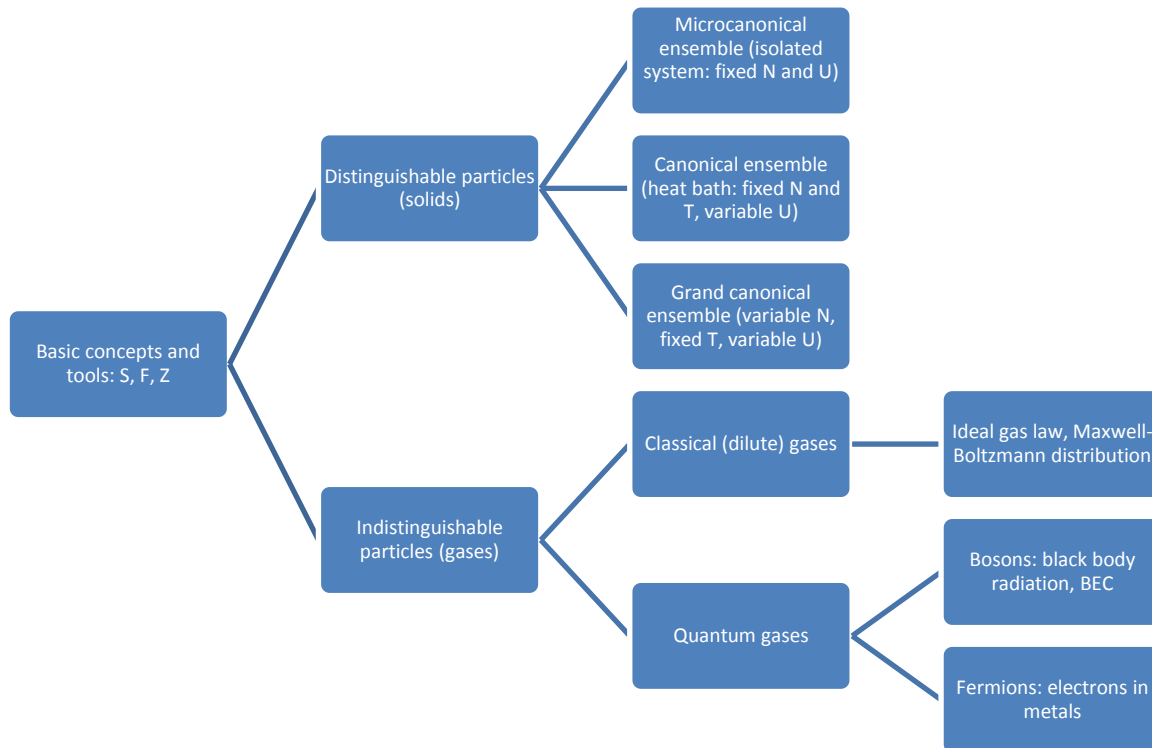 Microcanonical
ensemble (isolated
system: fixed N and U)
Distinguishable particles
(solids)
Canonical ensemble
(heat bath: fixed N and
T, variable U)
Grand canonical
ensemble (variable N,
fixed T, variable U)
Basic concepts and
tools: S, F, Z
Classical (dilute) gases
Ideal gas law, Maxwell-
Boltzmann distribution
Indistinguishable
particles (gases)
Bosons: black body
radiation, BEC
Quantum gases
Fermions: electrons in
metals